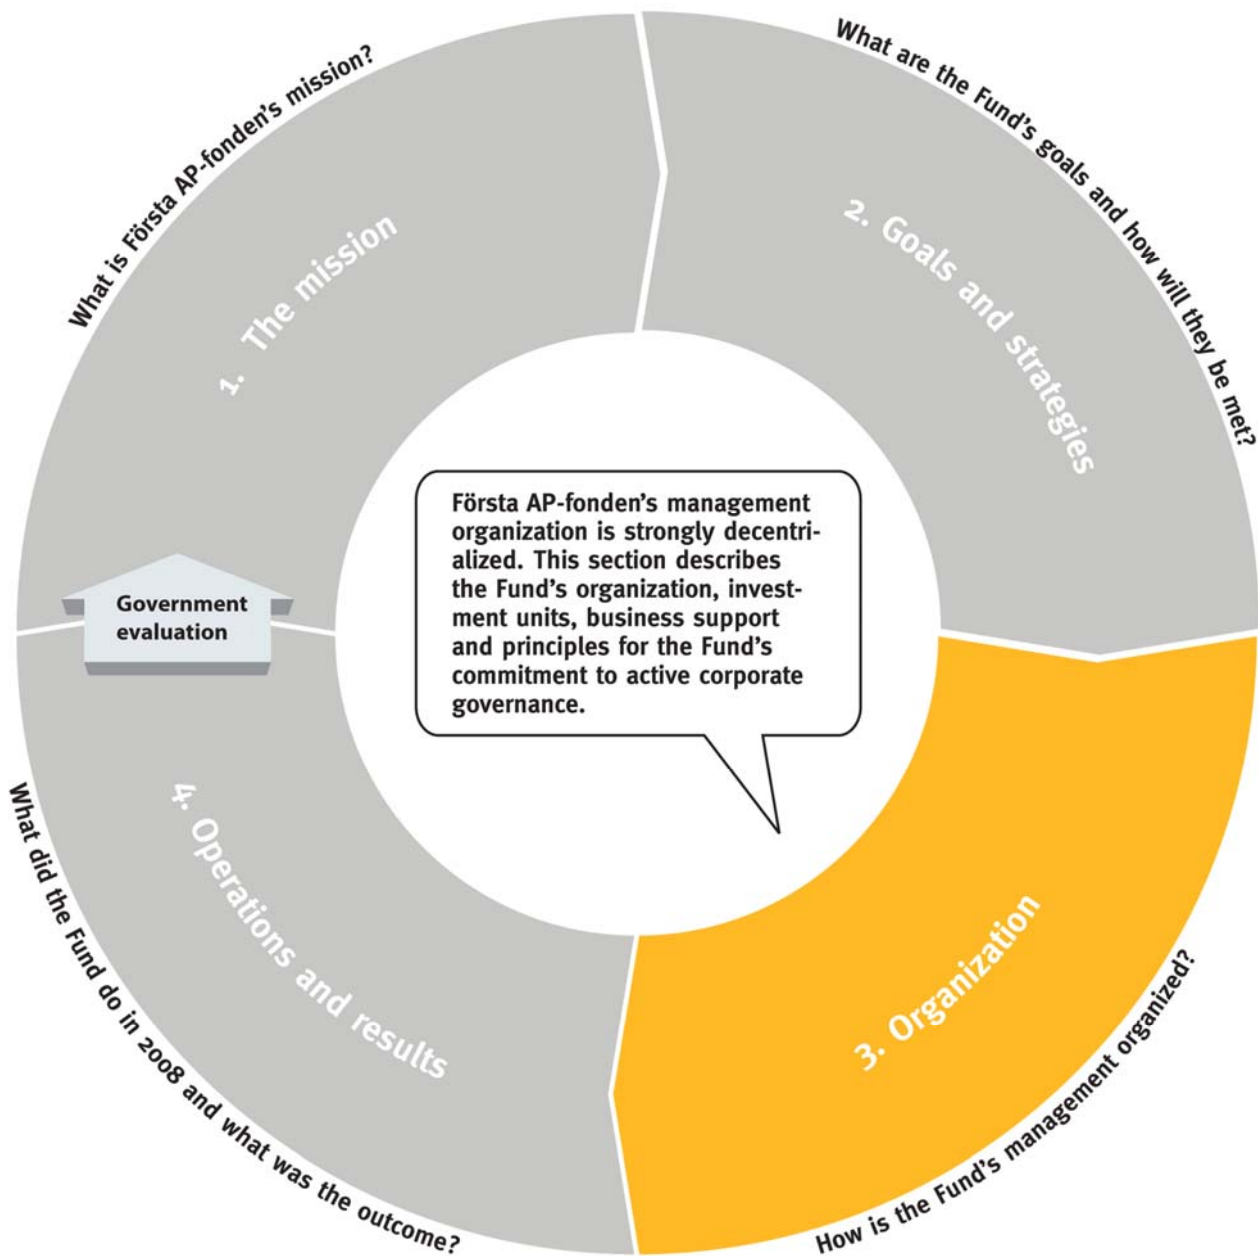 What is Första AP-fonden's mission?
1. The mission
What are the Fund's goals and how will they be met?
2. Goals and strategies
Första AP-fonden's management
organization is strongly decentri-
alized. This section describes
the Fund's organization, invest-
ment units, business support
and principles for the Fund's
commitment to active corporate
governance.
3. Organization
How is the Fund's management organized?
4. Operations and results
What did the Fund do in 2008 and what was the outcome?
Government
evaluation